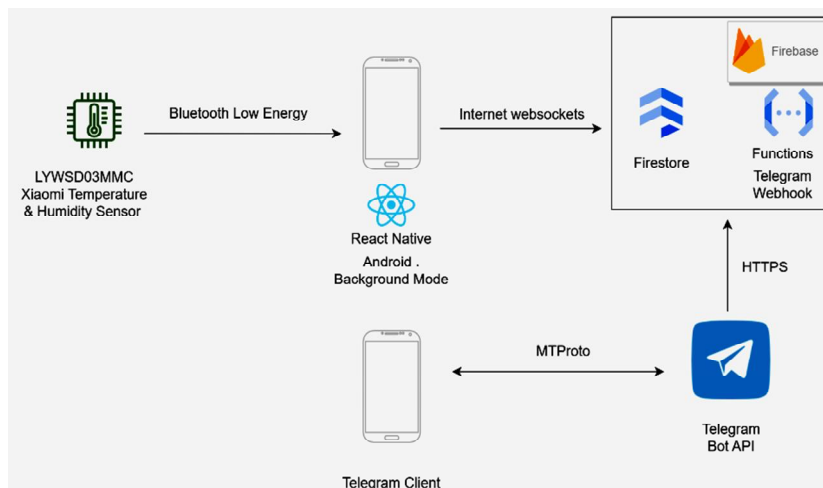 Firebase
Bluetooth Low Energy
Internet websockets
LYWSD03MMC
Xiaomi Temperature
& Humidity Sensor
Firestore
Functions
Telegram
Webhook
React Native
Android .
Background Mode
HTTPS
MTProto
Telegram
Bot API
Telegram Client